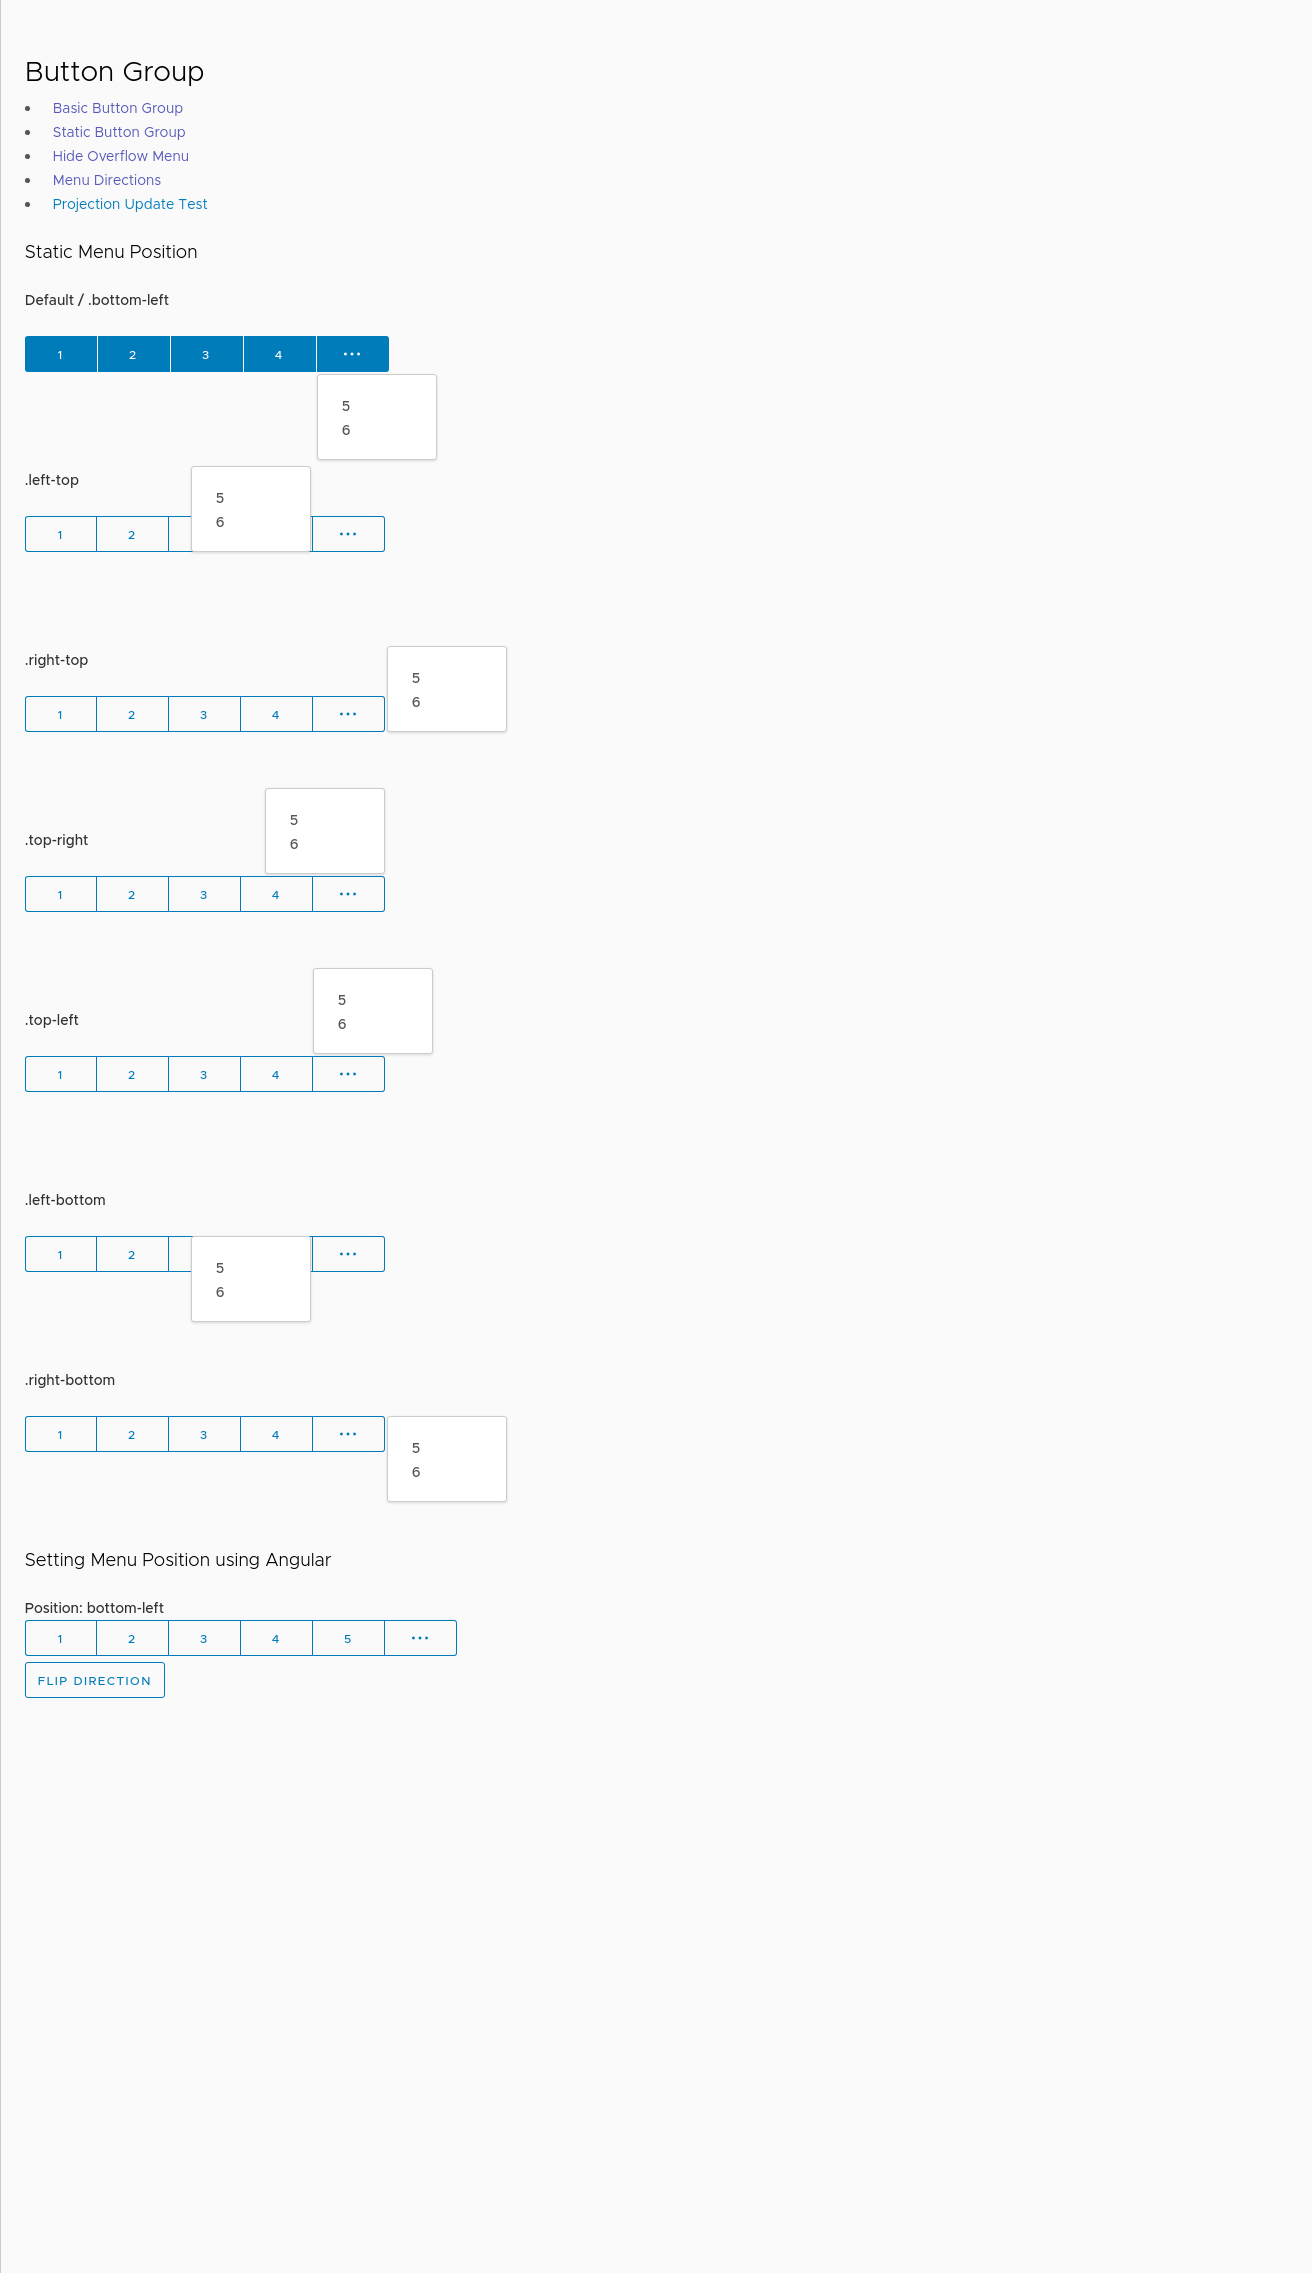 Button Group
Basic Button Group
Static Button Group
Hide Overflow Menu
Menu Directions
Projection Update Test
Static Menu Position
Default / .bottom-left
1 2 3 4 ...
5
6
.left-top
5
6
1 2 ...
.right-top
5
6
1 2 3 4 ...
5
6
.top-right
1 2 3 4 ...
5
6
.top-left
1 2 3 4 ...
.left-bottom
1 2 ...
5
6
.right-bottom
1 2 3 4 ...
5
6
Setting Menu Position using Angular
Position: bottom-left
1 2 3 4 5 ...
FLIP DIRECTION